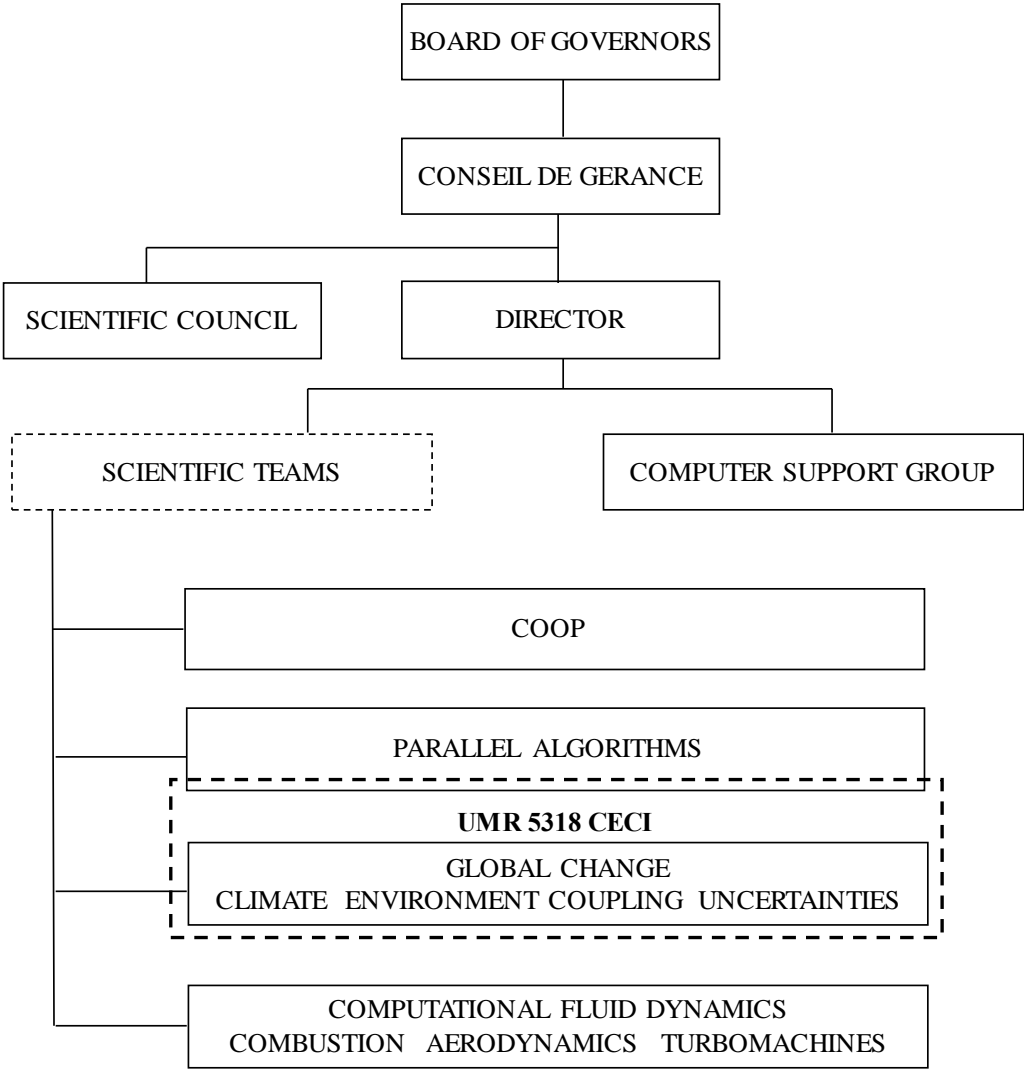 BOARD OF GOVERNORS
CONSEIL DE GERANCE
SCIENTIFIC COUNCIL
DIRECTOR
SCIENTIFIC TEAMS
COMPUTER SUPPORT GROUP
COOP
PARALLEL ALGORITHMS
UMR 5318 CECI
GLOBAL CHANGE
CLIMATE ENVIRONMENT COUPLING UNCERTAINTIES
COMPUTATIONAL FLUID DYNAMICS
COMBUSTION AERODYNAMICS TURBOMACHINES